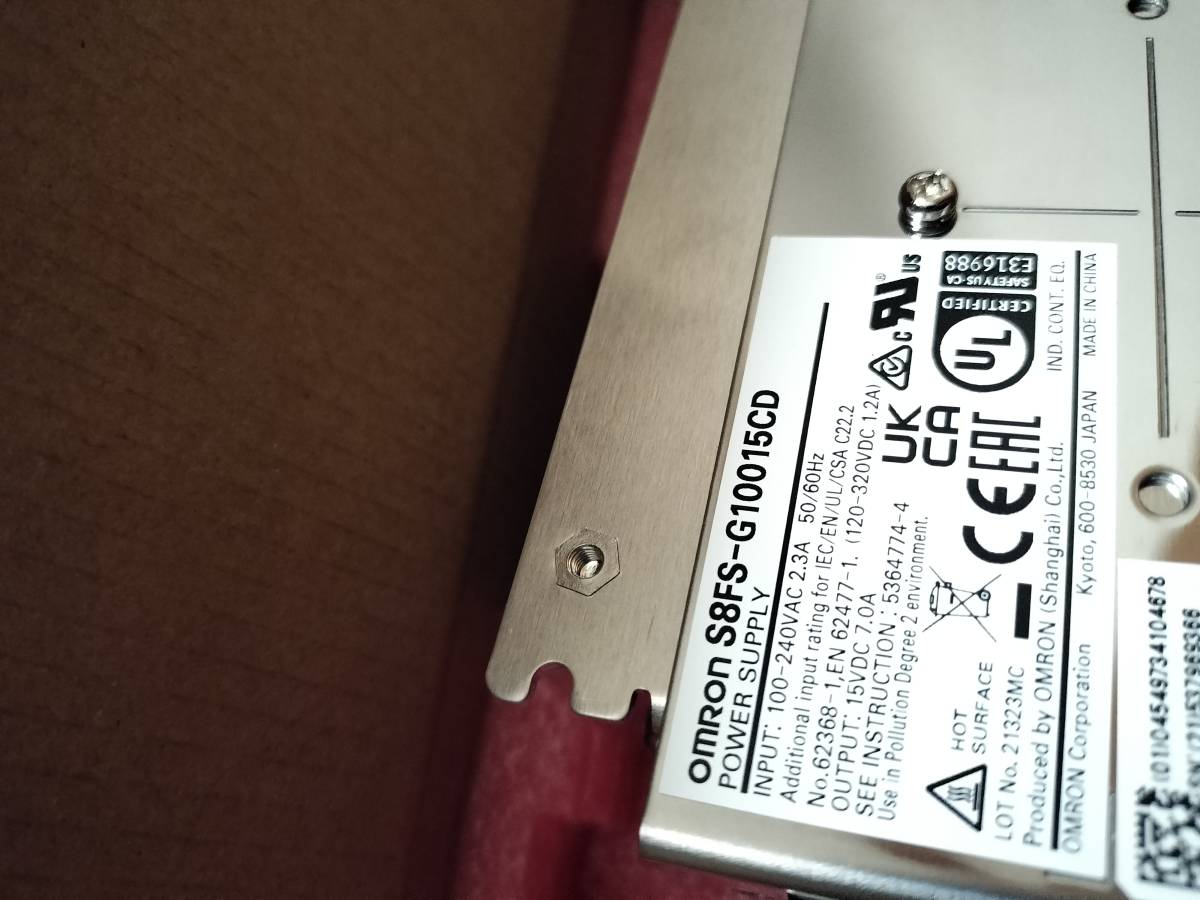 OMRON S8FS-G10015CD
POWER SUPPLY
INPUT: 100-240VAC 2.3A 50/60Hz
Additional input rating for IEC/EN/UL/CSA C22.2
No.62368-1,EN 62477-1. (120-320VDC 1.2A)
OUTPUT: 15VDC 7.0A
SEE INSTRUCTION: 5364774-4
Use in Pollution Degree 2 environment.
HOT
SURFACE
UK
CA
CE
EAC
c
US
UL
CERTIFIED
SAFETY US-CA
E316988
LOT No. 21323MC
IND. CONT. EQ.
Produced by OMRON (Shanghai) Co.,Ltd.
OMRON Corporation Kyoto, 600-8530 JAPAN MADE IN CHINA
(01)04549734104678